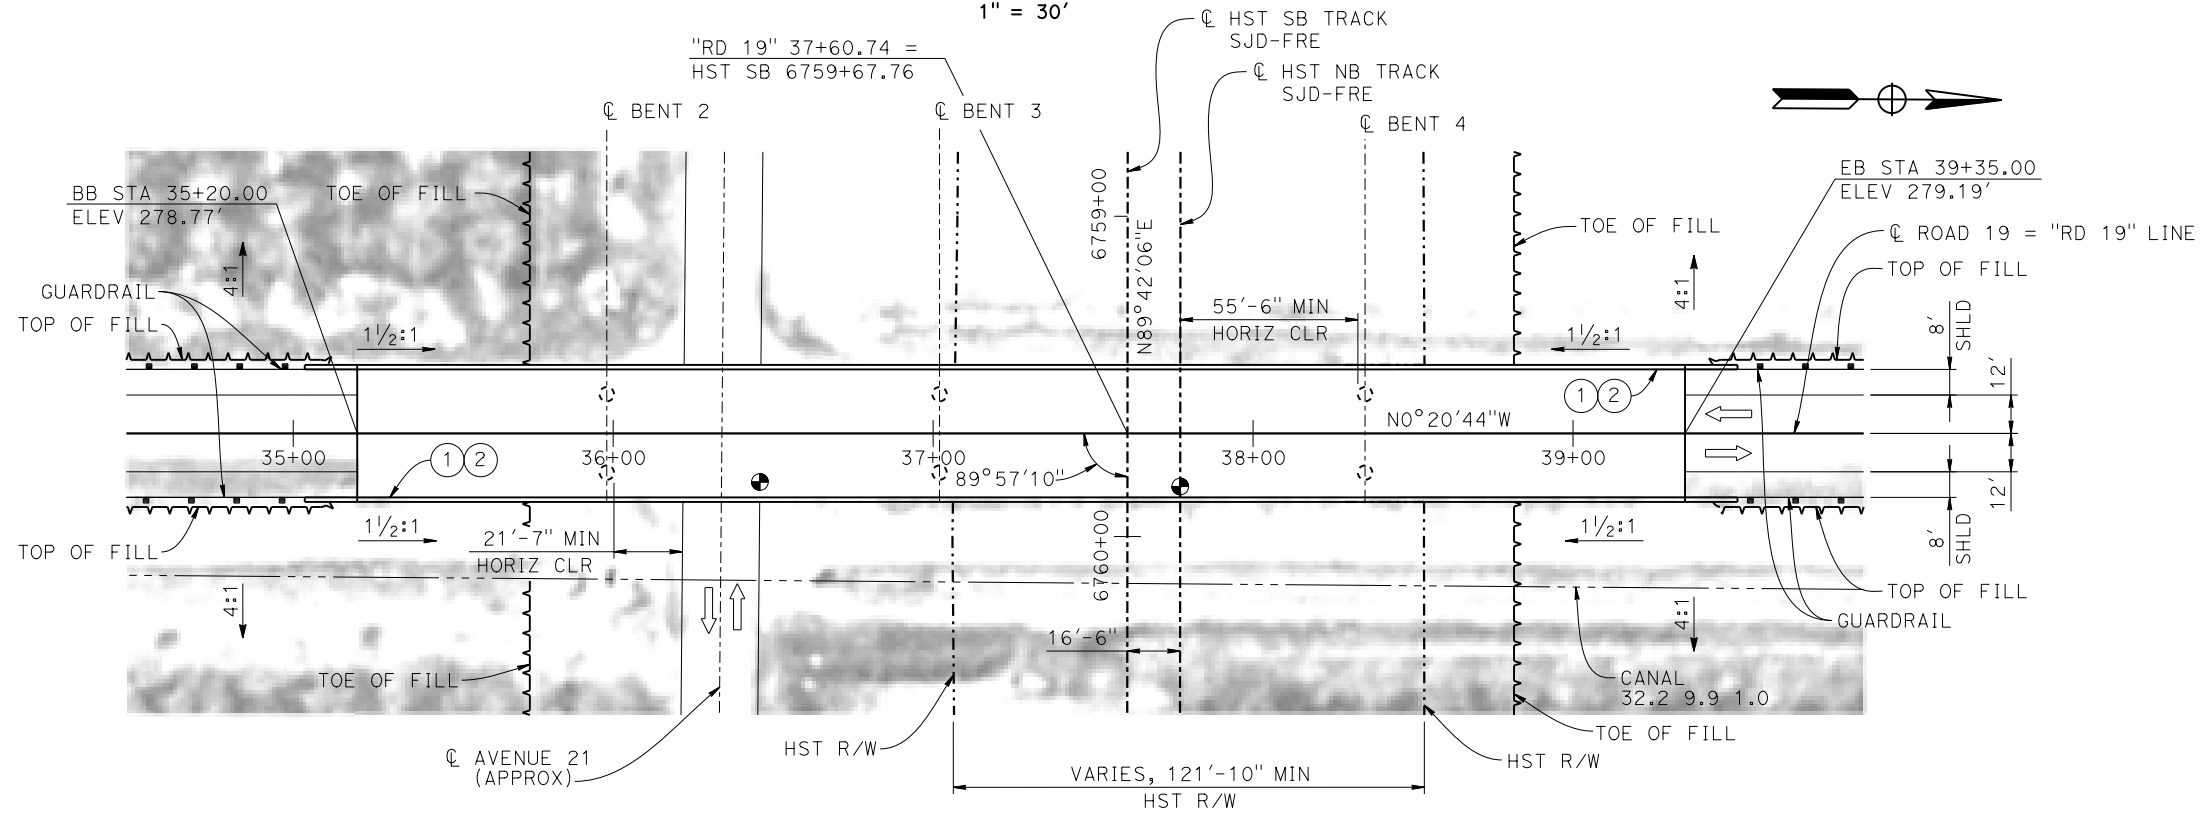 1" = 30'
℄ HST SB TRACK
SJD-FRE
"RD 19" 37+60.74 =
HST SB 6759+67.76
℄ HST NB TRACK
SJD-FRE
℄ BENT 2
℄ BENT 3
℄ BENT 4
BB STA 35+20.00
ELEV 278.77'
TOE OF FILL
6759+00
N89°42'06"E
EB STA 39+35.00
ELEV 279.19'
TOE OF FILL
℄ ROAD 19 = "RD 19" LINE
TOP OF FILL
4:1
4:1
GUARDRAIL
TOP OF FILL
1½:1
55'-6" MIN
HORIZ CLR
1½:1
8'
SHLD
12'
1 2
N0°20'44"W
35+00
36+00
37+00
38+00
39+00
1 2
89°57'10"
12'
8'
SHLD
1½:1
21'-7" MIN
HORIZ CLR
6760+00
1½:1
TOP OF FILL
4:1
4:1
TOP OF FILL
GUARDRAIL
16'-6"
TOE OF FILL
CANAL
32.2 9.9 1.0
TOE OF FILL
℄ AVENUE 21
(APPROX)
HST R/W
HST R/W
VARIES, 121'-10" MIN
HST R/W